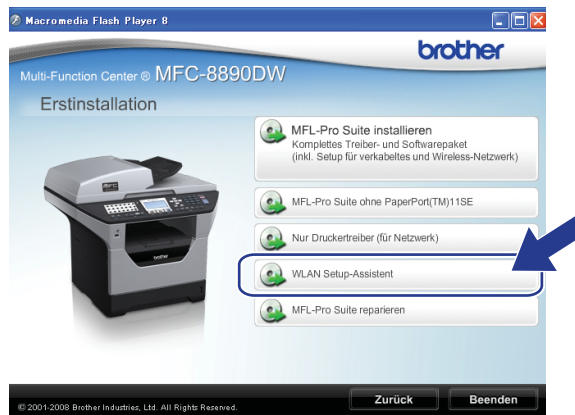 Macromedia Flash Player 8
brother
Multi-Function Center ® MFC-8890DW
Erstinstallation
MFL-Pro Suite installieren
Komplettes Treiber- und Softwarepaket
(inkl. Setup für verkabeltes und Wireless-Netzwerk)
MFL-Pro Suite ohne PaperPort(TM)11SE
Nur Druckertreiber (für Netzwerk)
WLAN Setup-Assistent
MFL-Pro Suite reparieren
brother
Zurück
Beenden
© 2001-2008 Brother Industries, Ltd. All Rights Reserved.